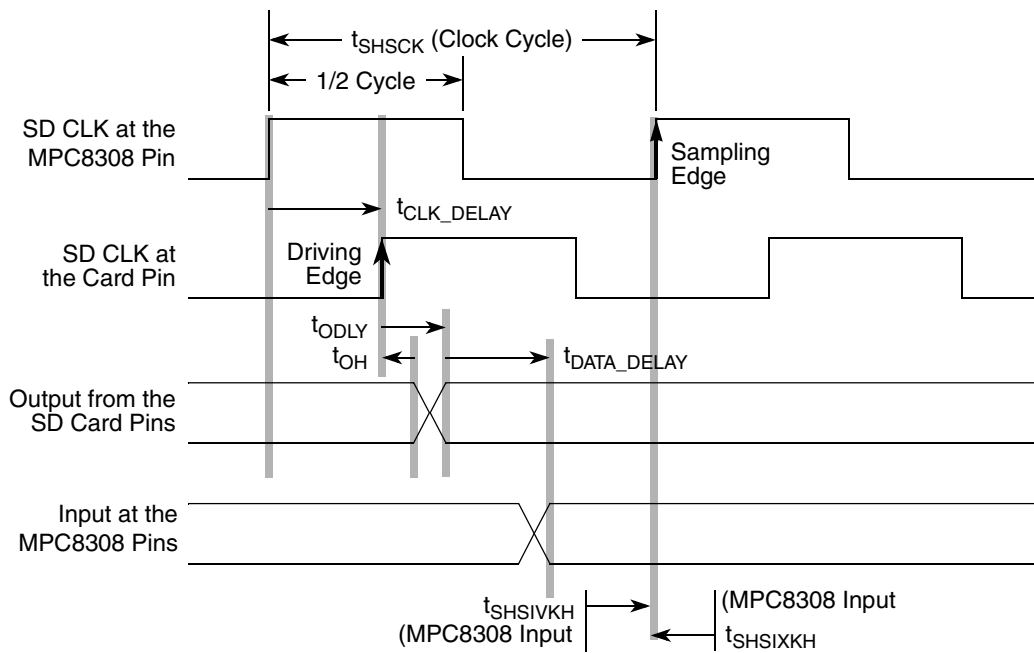 tSHSCK (Clock Cycle)
1/2 Cycle
SD CLK at the
MPC8308 Pin
Sampling
Edge
tCLK_DELAY
SD CLK at
the Card Pin
Driving
Edge
tODLY
tOH
tDATA_DELAY
Output from the
SD Card Pins
Input at the
MPC8308 Pins
tSHSIVKH
(MPC8308 Input
(MPC8308 Input
tSHSIXKH